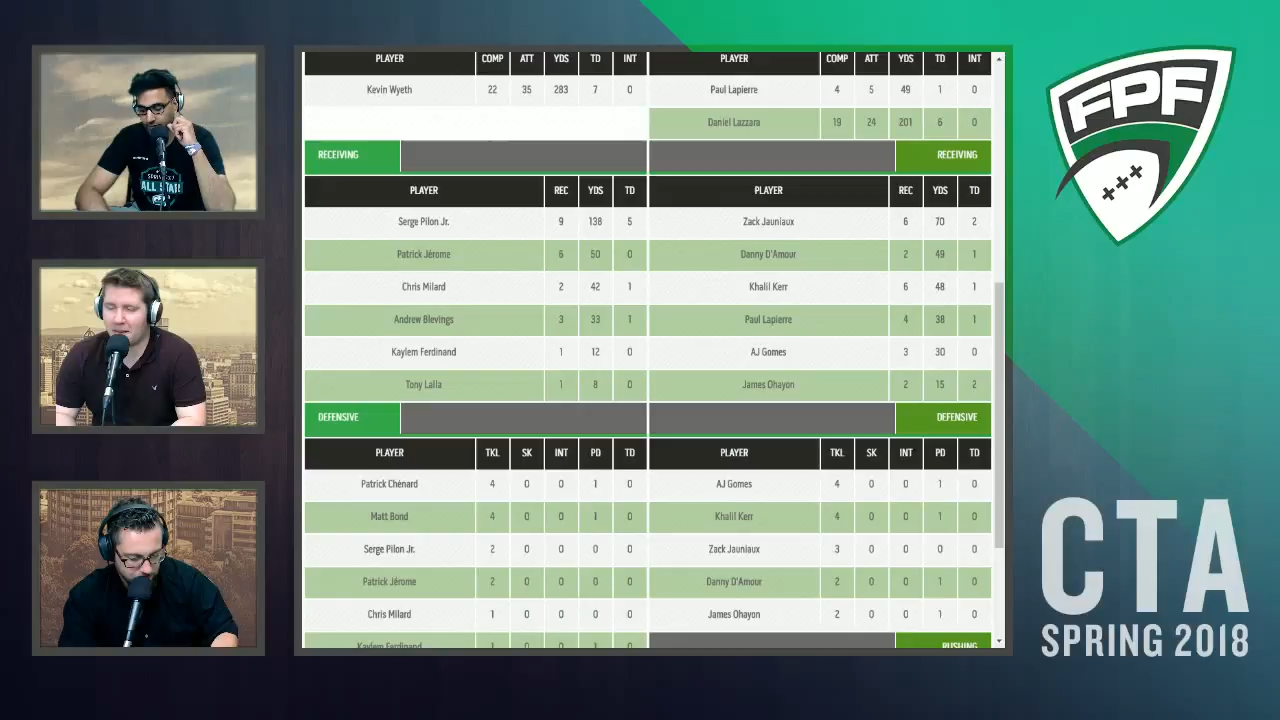 PLAYER COMP ATT YDS TD INT PLAYER COMP ATT YDS TD INT
Kevin Wyeth 22 35 283 7 0 Paul Lapierre 4 5 49 1 0
Daniel Lazzara 19 24 201 6 0
RECEIVING RECEIVING
PLAYER REC YDS TD PLAYER REC YDS TD
Serge Pilon Jr. 9 138 5 Zack Jauniaux 6 70 2
Patrick Jérome 6 50 0 Danny D'Amour 2 49 1
Chris Milard 2 42 1 Khalil Kerr 6 48 1
Andrew Blevings 3 33 1 Paul Lapierre 4 38 1
Kaylem Ferdinand 1 12 0 AJ Gomes 3 30 0
Tony Lalla 1 8 0 James Ohayon 2 15 2
DEFENSIVE DEFENSIVE
PLAYER TKL SK INT PD TD PLAYER TKL SK INT PD TD
Patrick Chénard 4 0 0 1 0 AJ Gomes 4 0 0 1 0
Matt Bond 4 0 0 1 0 Khalil Kerr 4 0 0 1 0
Serge Pilon Jr. 2 0 0 0 0 Zack Jauniaux 3 0 0 0 0
Patrick Jérome 2 0 0 0 0 Danny D'Amour 2 0 0 1 0
Chris Milard 1 0 0 0 0 James Ohayon 2 0 0 1 0
Kaylem Ferdinand 1 0 0 1 0 RUSHING
FPF
CTA
SPRING 2018
ALL STAR